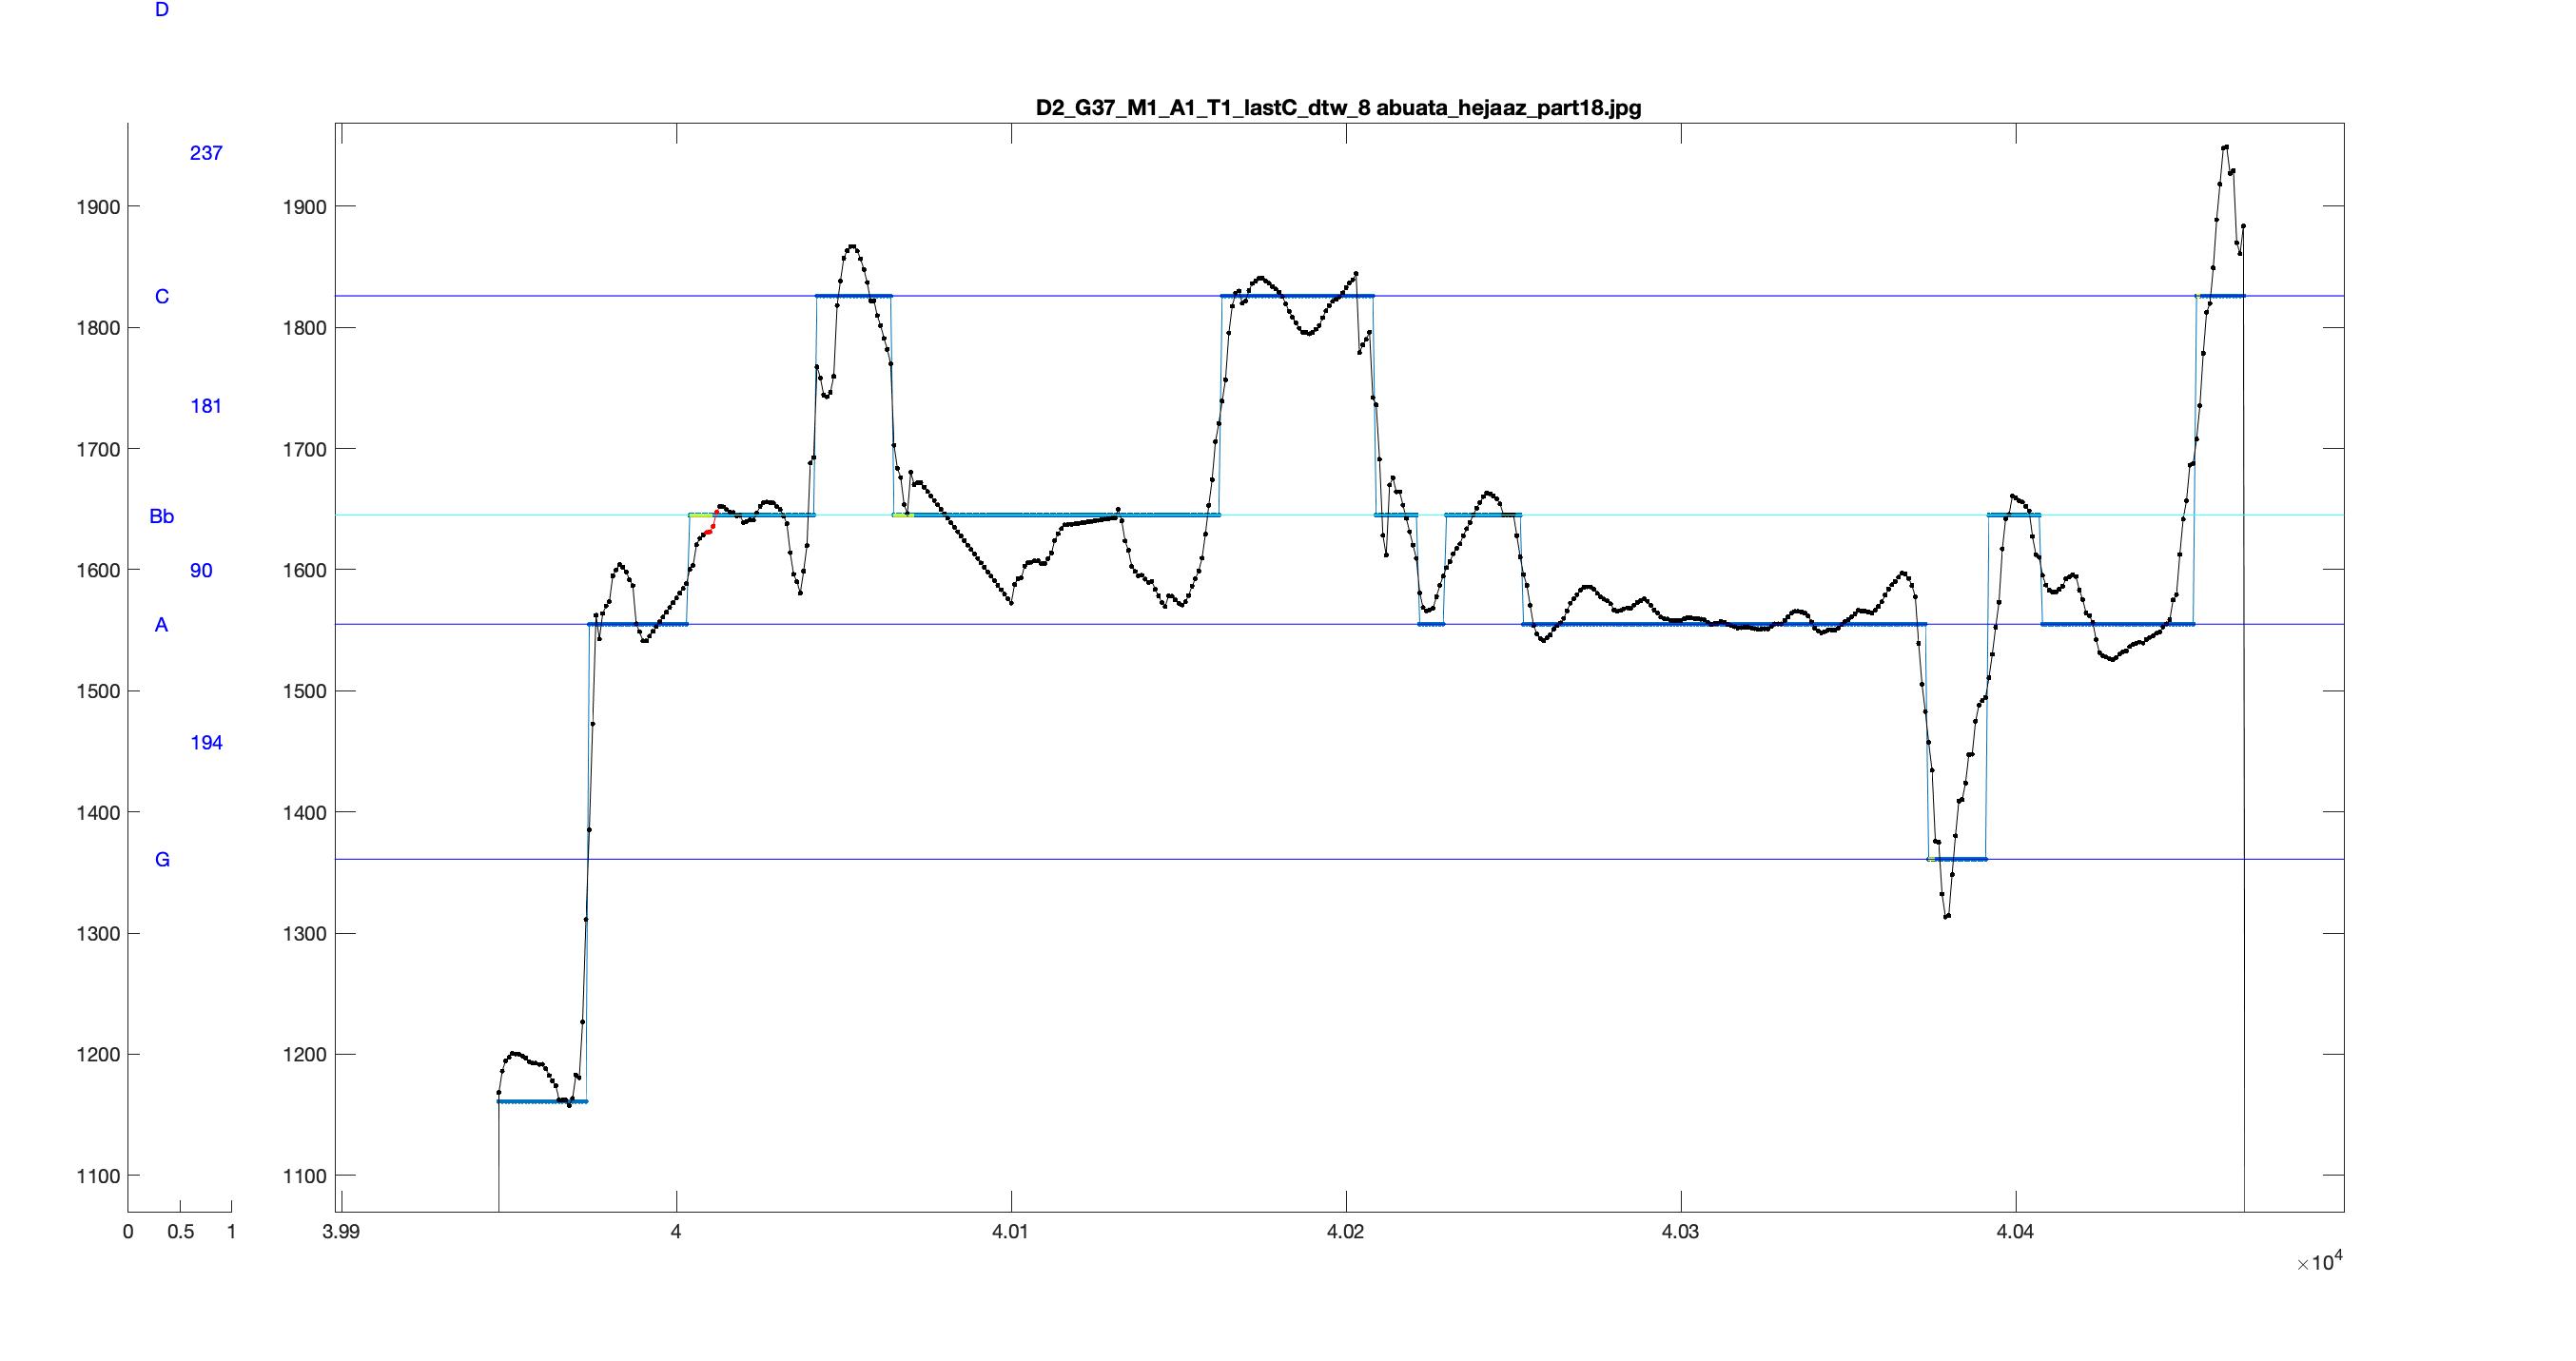 D
D2_G37_M1_A1_T1_lastC_dtw_8 abuata_hejaaz_part18.jpg
237
1900 1900
C
1800 1800
181
1700 1700
Bb
1600 90 1600
A
1500 1500
194
1400 1400
G
1300 1300
1200 1200
1100 1100
0 0.5 1 3.99 4 4.01 4.02 4.03 4.04
×10^4